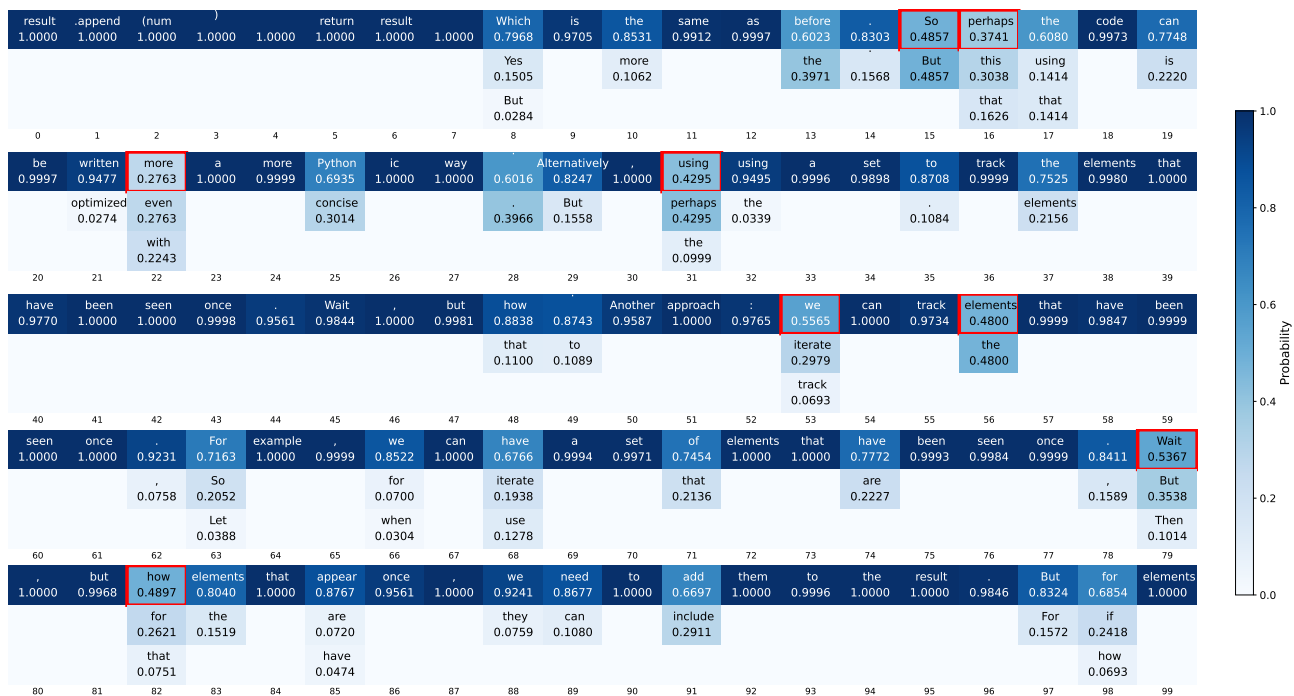 result .append (num ) return result Which is the same as before . So perhaps the code can
1.0000 1.0000 1.0000 1.0000 1.0000 1.0000 1.0000 1.0000 0.7968 0.9705 0.8531 0.9912 0.9997 0.6023 0.8303 0.4857 0.3741 0.6080 0.9973 0.7748
Yes more the . But this using is
0.1505 0.1062 0.3971 0.1568 0.4857 0.3038 0.1414 0.2220
But that that
0.0284 0.1626 0.1414
0 1 2 3 4 5 6 7 8 9 10 11 12 13 14 15 16 17 18 19
be written more a more Python ic way . Alternatively , using using a set to track the elements that
0.9997 0.9477 0.2763 1.0000 0.9999 0.6935 1.0000 1.0000 0.6016 0.8247 1.0000 0.4295 0.9495 0.9996 0.9898 0.8708 0.9999 0.7525 0.9980 1.0000
optimized even concise . But perhaps the . elements
0.0274 0.2763 0.3014 0.3966 0.1558 0.4295 0.0339 0.1084 0.2156
with the
0.2243 0.0999
20 21 22 23 24 25 26 27 28 29 30 31 32 33 34 35 36 37 38 39
have been seen once . Wait , but how . Another approach : we can track elements that have been
0.9770 1.0000 1.0000 0.9998 0.9561 0.9844 1.0000 0.9981 0.8838 0.8743 0.9587 1.0000 0.9765 0.5565 1.0000 0.9734 0.4800 0.9999 0.9847 0.9999
that to iterate the
0.1100 0.1089 0.2979 0.4800
track
0.0693
40 41 42 43 44 45 46 47 48 49 50 51 52 53 54 55 56 57 58 59
seen once . For example , we can have a set of elements that have been seen once . Wait
1.0000 1.0000 0.9231 0.7163 1.0000 0.9999 0.8522 1.0000 0.6766 0.9994 0.9971 0.7454 1.0000 1.0000 0.7772 0.9993 0.9984 0.9999 0.8411 0.5367
, So for iterate that are , But
0.0758 0.2052 0.0700 0.1938 0.2136 0.2227 0.1589 0.3538
Let when use Then
0.0388 0.0304 0.1278 0.1014
60 61 62 63 64 65 66 67 68 69 70 71 72 73 74 75 76 77 78 79
, but how elements that appear once , we need to add them to the result . But for elements
1.0000 0.9968 0.4897 0.8040 1.0000 0.8767 0.9561 1.0000 0.9241 0.8677 1.0000 0.6697 1.0000 0.9996 1.0000 1.0000 0.9846 0.8324 0.6854 1.0000
for the are they can include For if
0.2621 0.1519 0.0720 0.0759 0.1080 0.2911 0.1572 0.2418
that have how
0.0751 0.0474 0.0693
80 81 82 83 84 85 86 87 88 89 90 91 92 93 94 95 96 97 98 99
1.0
0.8
0.6
0.4
0.2
0.0
Probability